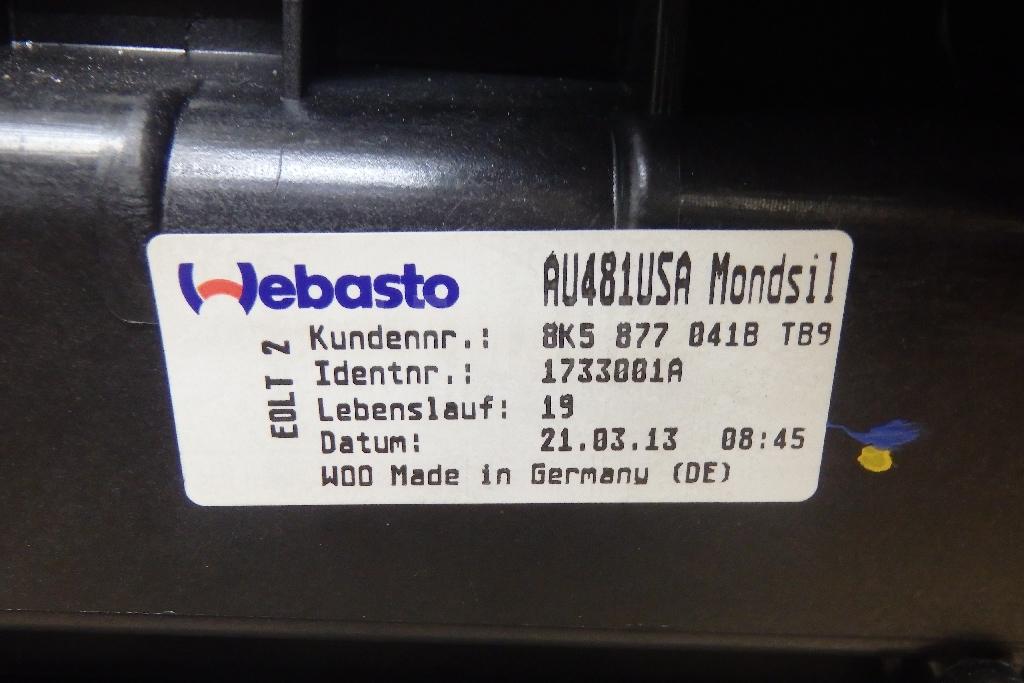 Webasto AU481USA Mondsil
EOLT 2
Kundennr.: 8K5 877 041B TB9
Identnr.: 1733001A
Lebenslauf: 19
Datum: 21.03.13 08:45
WOO Made in Germany (DE)